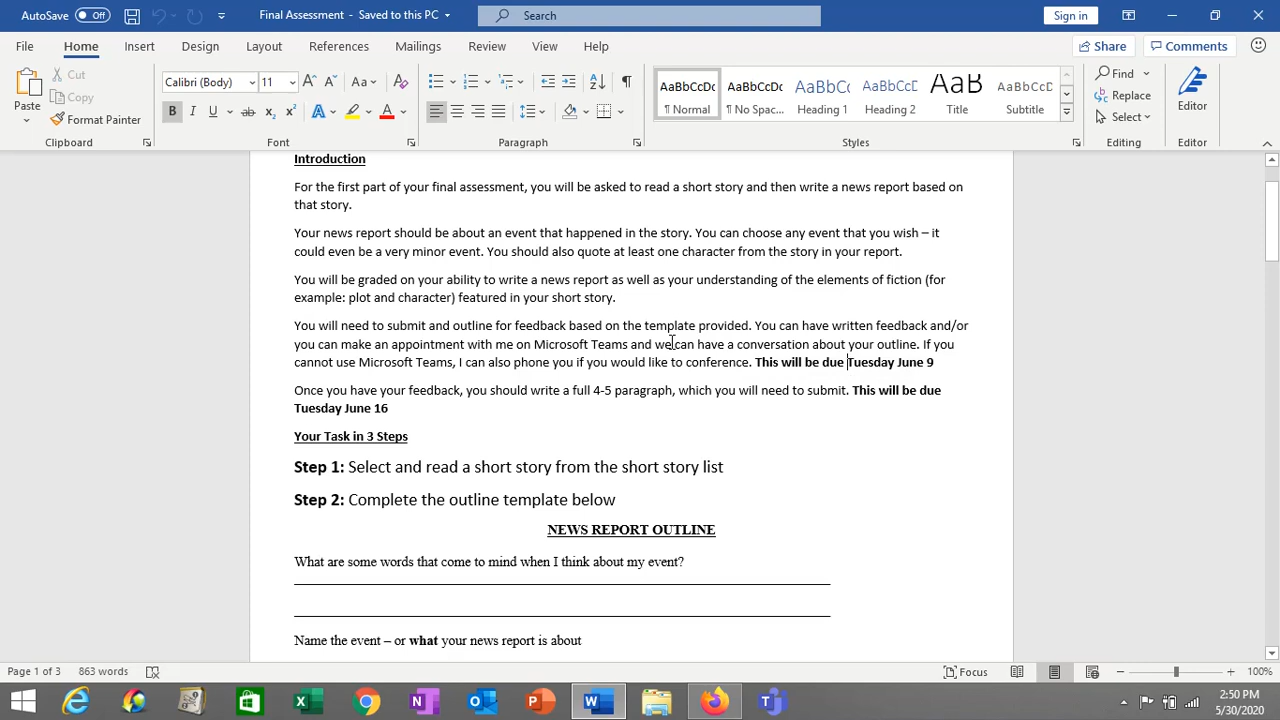 AutoSave Off Final Assessment - Saved to this PC Search Sign in
File Home Insert Design Layout References Mailings Review View Help Share Comments
Paste Cut Copy Format Painter Clipboard
Calibri (Body) 11 A A Aa A
B I U ab x₂ x² A A
Font
Paragraph
AaBbCcDc AaBbCcDc AaBbCc AaBbCcD AaB AaBbCcD
¶ Normal ¶ No Spac... Heading 1 Heading 2 Title Subtitle
Styles
Find Replace Select Editing
Editor
Editor
Introduction
For the first part of your final assessment, you will be asked to read a short story and then write a news report based on
that story.
Your news report should be about an event that happened in the story. You can choose any event that you wish – it
could even be a very minor event. You should also quote at least one character from the story in your report.
You will be graded on your ability to write a news report as well as your understanding of the elements of fiction (for
example: plot and character) featured in your short story.
You will need to submit and outline for feedback based on the template provided. You can have written feedback and/or
you can make an appointment with me on Microsoft Teams and we can have a conversation about your outline. If you
cannot use Microsoft Teams, I can also phone you if you would like to conference. This will be due Tuesday June 9
Once you have your feedback, you should write a full 4-5 paragraph, which you will need to submit. This will be due
Tuesday June 16
Your Task in 3 Steps
Step 1: Select and read a short story from the short story list
Step 2: Complete the outline template below
NEWS REPORT OUTLINE
What are some words that come to mind when I think about my event?
Name the event – or what your news report is about
Page 1 of 3 863 words Focus 100%
2:50 PM
5/30/2020